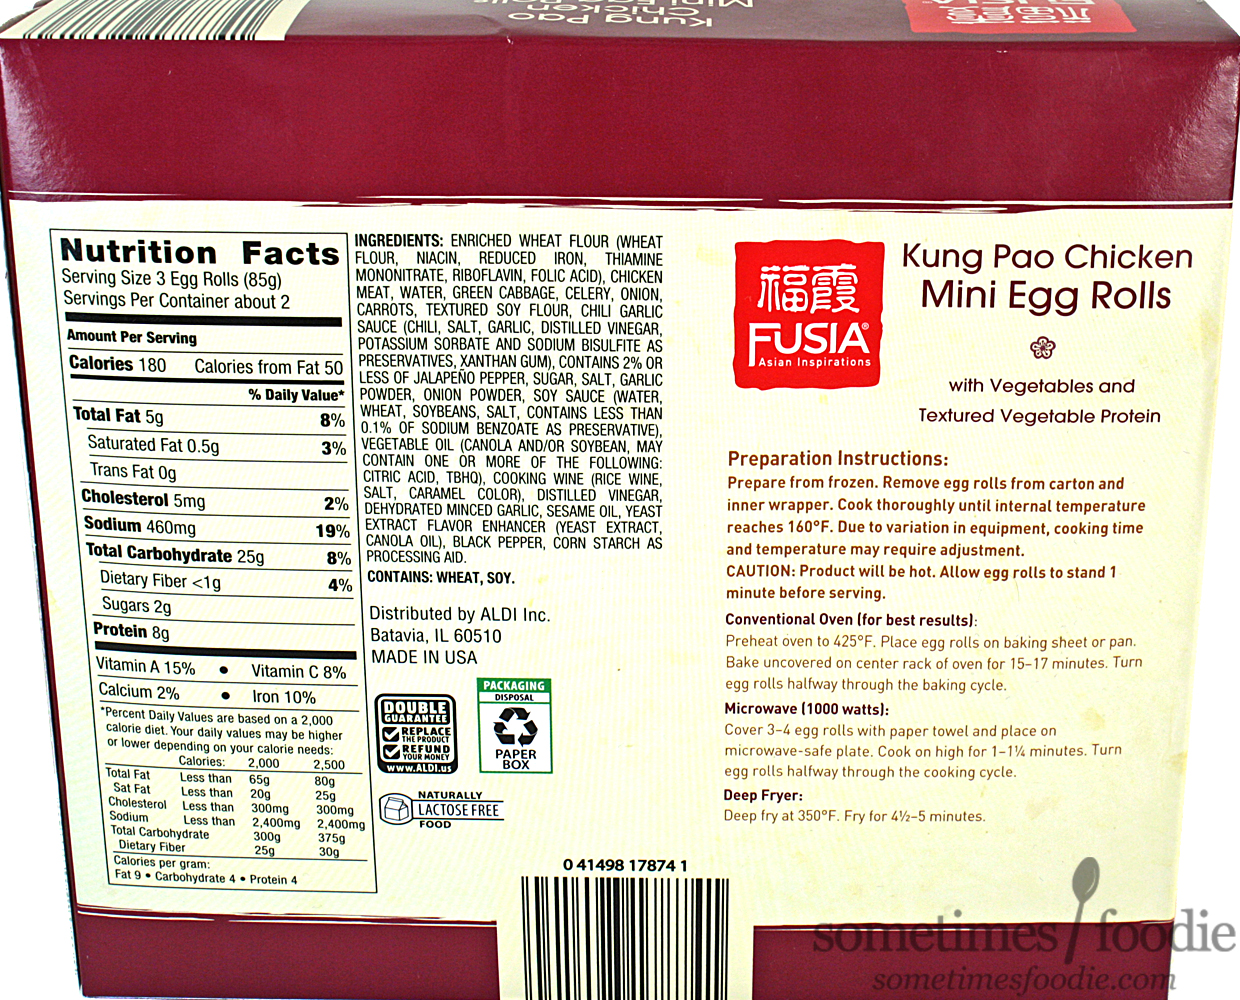 Kung Pao
Chicken
Mini Egg Rolls
Nutrition Facts
Serving Size 3 Egg Rolls (85g)
Servings Per Container about 2
Amount Per Serving
Calories 180 Calories from Fat 50
% Daily Value*
Total Fat 5g 8%
Saturated Fat 0.5g 3%
Trans Fat 0g
Cholesterol 5mg 2%
Sodium 460mg 19%
Total Carbohydrate 25g 8%
Dietary Fiber <1g 4%
Sugars 2g
Protein 8g
Vitamin A 15% • Vitamin C 8%
Calcium 2% • Iron 10%
*Percent Daily Values are based on a 2,000
calorie diet. Your daily values may be higher
or lower depending on your calorie needs:
Calories: 2,000 2,500
Total Fat Less than 65g 80g
Sat Fat Less than 20g 25g
Cholesterol Less than 300mg 300mg
Sodium Less than 2,400mg 2,400mg
Total Carbohydrate 300g 375g
Dietary Fiber 25g 30g
Calories per gram:
Fat 9 • Carbohydrate 4 • Protein 4
INGREDIENTS: ENRICHED WHEAT FLOUR (WHEAT
FLOUR, NIACIN, REDUCED IRON, THIAMINE
MONONITRATE, RIBOFLAVIN, FOLIC ACID), CHICKEN
MEAT, WATER, GREEN CABBAGE, CELERY, ONION,
CARROTS, TEXTURED SOY FLOUR, CHILI GARLIC
SAUCE (CHILI, SALT, GARLIC, DISTILLED VINEGAR,
POTASSIUM SORBATE AND SODIUM BISULFITE AS
PRESERVATIVES, XANTHAN GUM), CONTAINS 2% OR
LESS OF JALAPEÑO PEPPER, SUGAR, SALT, GARLIC
POWDER, ONION POWDER, SOY SAUCE (WATER,
WHEAT, SOYBEANS, SALT, CONTAINS LESS THAN
0.1% OF SODIUM BENZOATE AS PRESERVATIVE),
VEGETABLE OIL (CANOLA AND/OR SOYBEAN, MAY
CONTAIN ONE OR MORE OF THE FOLLOWING:
CITRIC ACID, TBHQ), COOKING WINE (RICE WINE,
SALT, CARAMEL COLOR), DISTILLED VINEGAR,
DEHYDRATED MINCED GARLIC, SESAME OIL, YEAST
EXTRACT FLAVOR ENHANCER (YEAST EXTRACT,
CANOLA OIL), BLACK PEPPER, CORN STARCH AS
PROCESSING AID.
CONTAINS: WHEAT, SOY.
Distributed by ALDI Inc.
Batavia, IL 60510
MADE IN USA
DOUBLE
GUARANTEE
REPLACE
THE PRODUCT
REFUND
YOUR MONEY
www.ALDI.us
PACKAGING
DISPOSAL
PAPER
BOX
NATURALLY
LACTOSE FREE
FOOD
0 41498 17874 1
福霞
FUSIA®
Asian Inspirations
Kung Pao Chicken
Mini Egg Rolls
with Vegetables and
Textured Vegetable Protein
Preparation Instructions:
Prepare from frozen. Remove egg rolls from carton and
inner wrapper. Cook thoroughly until internal temperature
reaches 160°F. Due to variation in equipment, cooking time
and temperature may require adjustment.
CAUTION: Product will be hot. Allow egg rolls to stand 1
minute before serving.
Conventional Oven (for best results):
Preheat oven to 425°F. Place egg rolls on baking sheet or pan.
Bake uncovered on center rack of oven for 15–17 minutes. Turn
egg rolls halfway through the baking cycle.
Microwave (1000 watts):
Cover 3–4 egg rolls with paper towel and place on
microwave-safe plate. Cook on high for 1–1¼ minutes. Turn
egg rolls halfway through the cooking cycle.
Deep Fryer:
Deep fry at 350°F. Fry for 4½–5 minutes.
sometimes foodie
sometimesfoodie.com